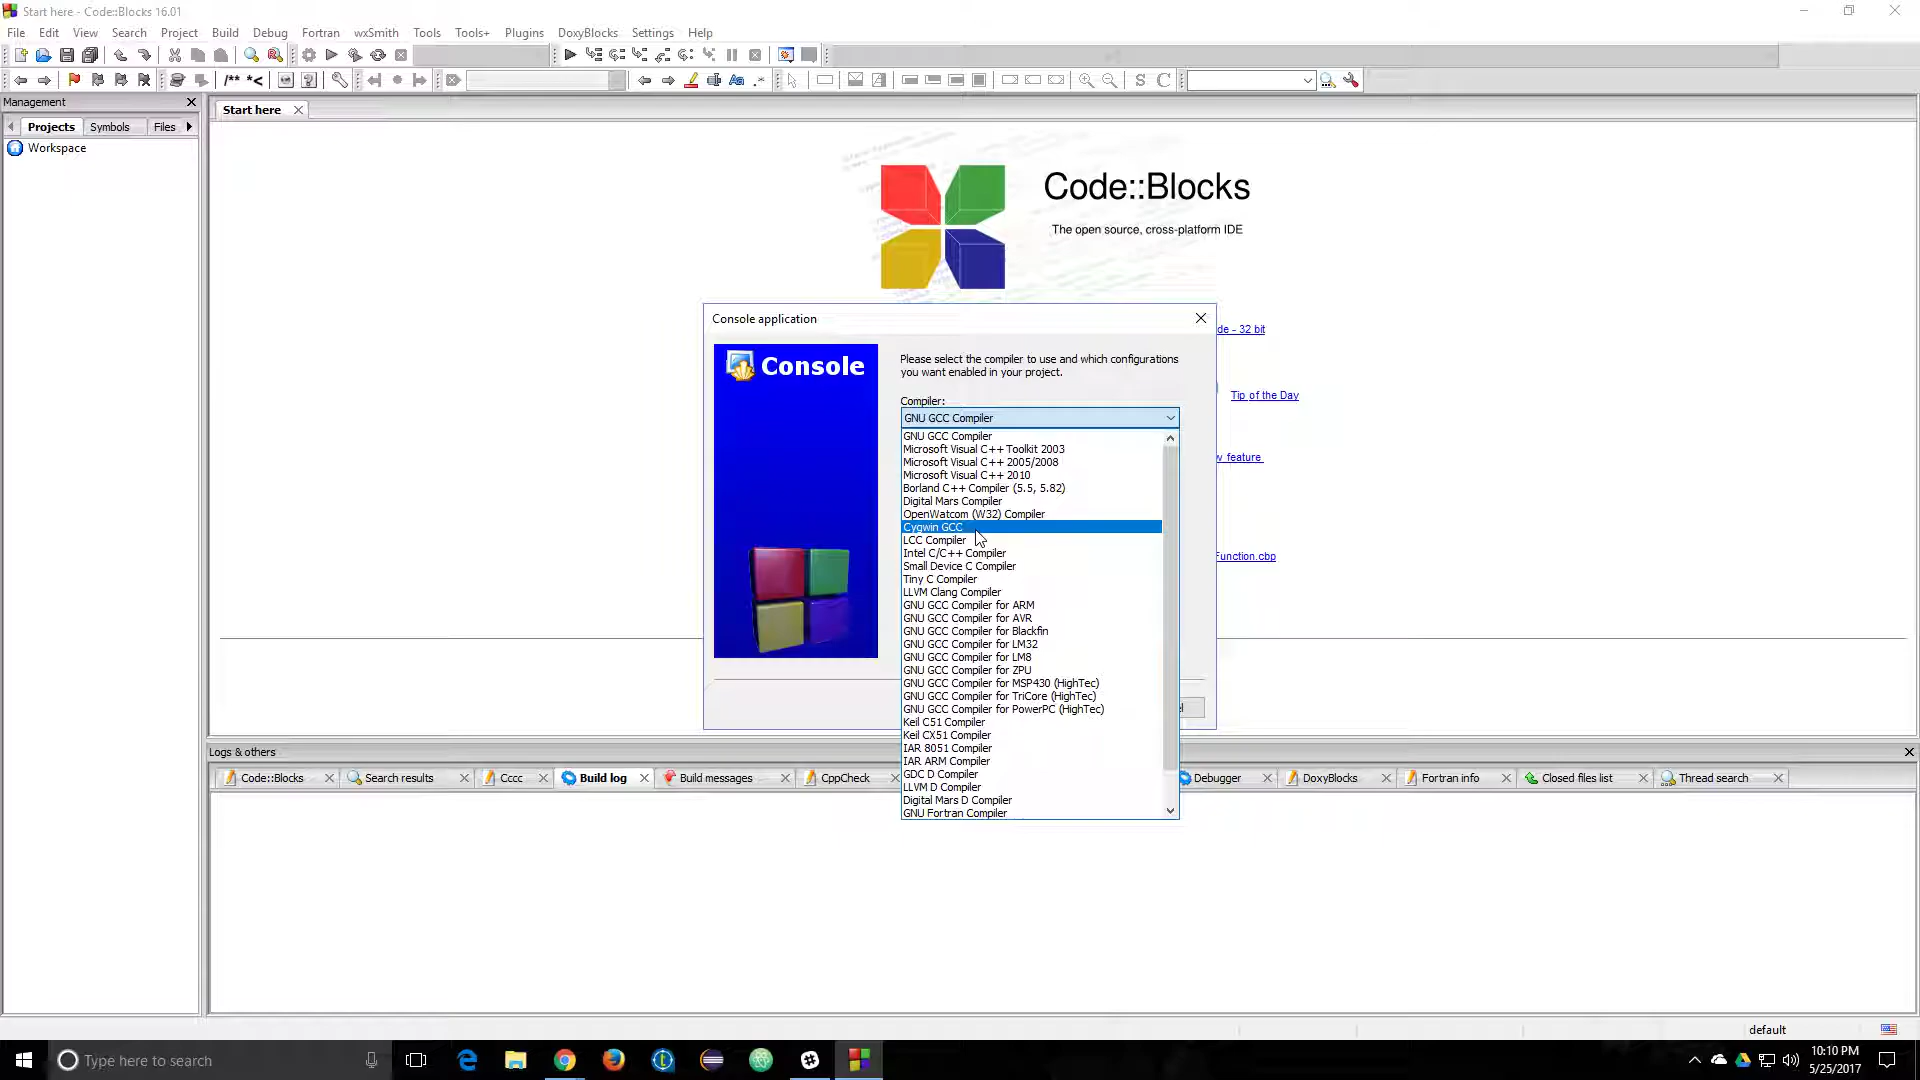 Start here - Code::Blocks 16.01
File Edit View Search Project Build Debug Fortran wxSmith Tools Tools+ Plugins DoxyBlocks Settings Help
/** *<
S C
Management
Start here
Projects Symbols Files
Workspace
Code::Blocks
The open source, cross-platform IDE
Console application
de - 32 bit
Console
Please select the compiler to use and which configurations
you want enabled in your project.
Tip of the Day
Compiler:
GNU GCC Compiler
GNU GCC Compiler
Microsoft Visual C++ Toolkit 2003
w feature
Microsoft Visual C++ 2005/2008
Microsoft Visual C++ 2010
Borland C++ Compiler (5.5, 5.82)
Digital Mars Compiler
OpenWatcom (W32) Compiler
Cygwin GCC
LCC Compiler
Intel C/C++ Compiler
Function.cbp
Small Device C Compiler
Tiny C Compiler
LLVM Clang Compiler
GNU GCC Compiler for ARM
GNU GCC Compiler for AVR
GNU GCC Compiler for Blackfin
GNU GCC Compiler for LM32
GNU GCC Compiler for LM8
GNU GCC Compiler for ZPU
GNU GCC Compiler for MSP430 (HighTec)
GNU GCC Compiler for TriCore (HighTec)
GNU GCC Compiler for PowerPC (HighTec)
Keil C51 Compiler
Keil CX51 Compiler
IAR 8051 Compiler
IAR ARM Compiler
GDC D Compiler
LLVM D Compiler
Digital Mars D Compiler
GNU Fortran Compiler
Logs & others
Code::Blocks Search results Cccc Build log Build messages CppCheck Debugger DoxyBlocks Fortran info Closed files list Thread search
default
Type here to search
10:10 PM
5/25/2017